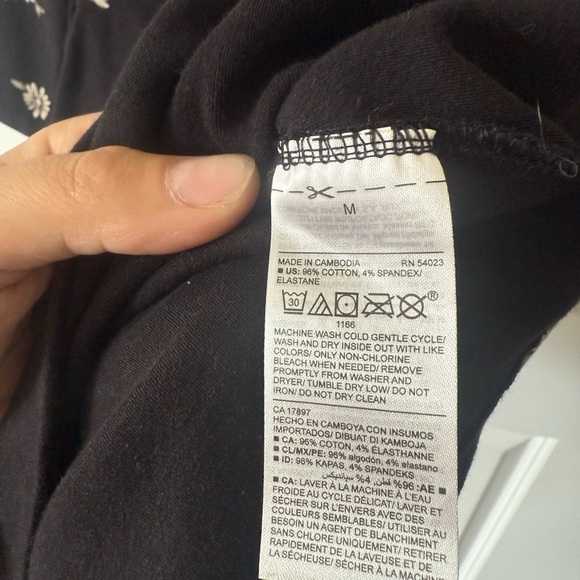 M
MADE IN CAMBODIA RN 54023
■ US: 96% COTTON, 4% SPANDEX/
ELASTANE
30
®
1166
MACHINE WASH COLD GENTLE CYCLE/
WASH AND DRY INSIDE OUT WITH LIKE
COLORS/ ONLY NON-CHLORINE
BLEACH WHEN NEEDED/ REMOVE
PROMPTLY FROM WASHER AND
DRYER/ TUMBLE DRY LOW/ DO NOT
IRON/ DO NOT DRY CLEAN
CA 17897
HECHO EN CAMBOYA CON INSUMOS
IMPORTADOS/ DIBUAT DI KAMBOJA
■ CA: 96% COTTON, 4% ÉLASTHANNE
■ CL/MX/PE: 96% algodón, 4% elastano
■ ID: 96% KAPAS, 4% SPANDEKS
■ AE: 96% قطن, 4% سباندیکس
■ CA: LAVER À LA MACHINE À L'EAU
FROIDE AU CYCLE DÉLICAT/ LAVER ET
SÉCHER SUR L'ENVERS AVEC DES
COULEURS SEMBLABLES/ UTILISER AU
BESOIN UN AGENT DE BLANCHIMENT
SANS CHLORE UNIQUEMENT/ RETIRER
RAPIDEMENT DE LA LAVEUSE ET DE
LA SÉCHEUSE/ SÉCHER À LA MACHINE